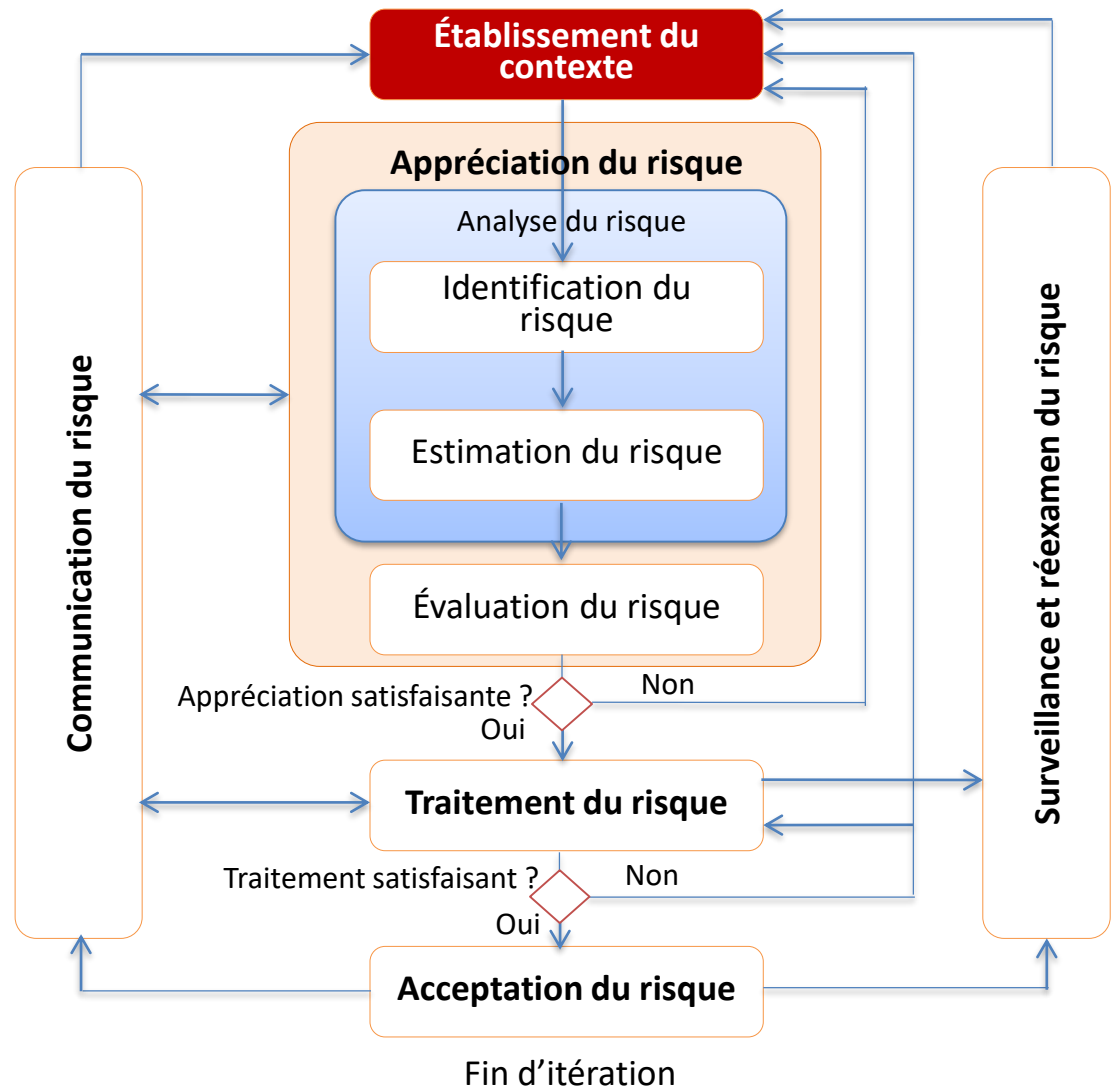 Établissement du
contexte
Appréciation du risque
Analyse du risque
Identification du
risque
Estimation du risque
Évaluation du risque
Appréciation satisfaisante ?
Non
Oui
Traitement du risque
Traitement satisfaisant ?
Non
Oui
Acceptation du risque
Fin d’itération
Communication du risque
Surveillance et réexamen du risque